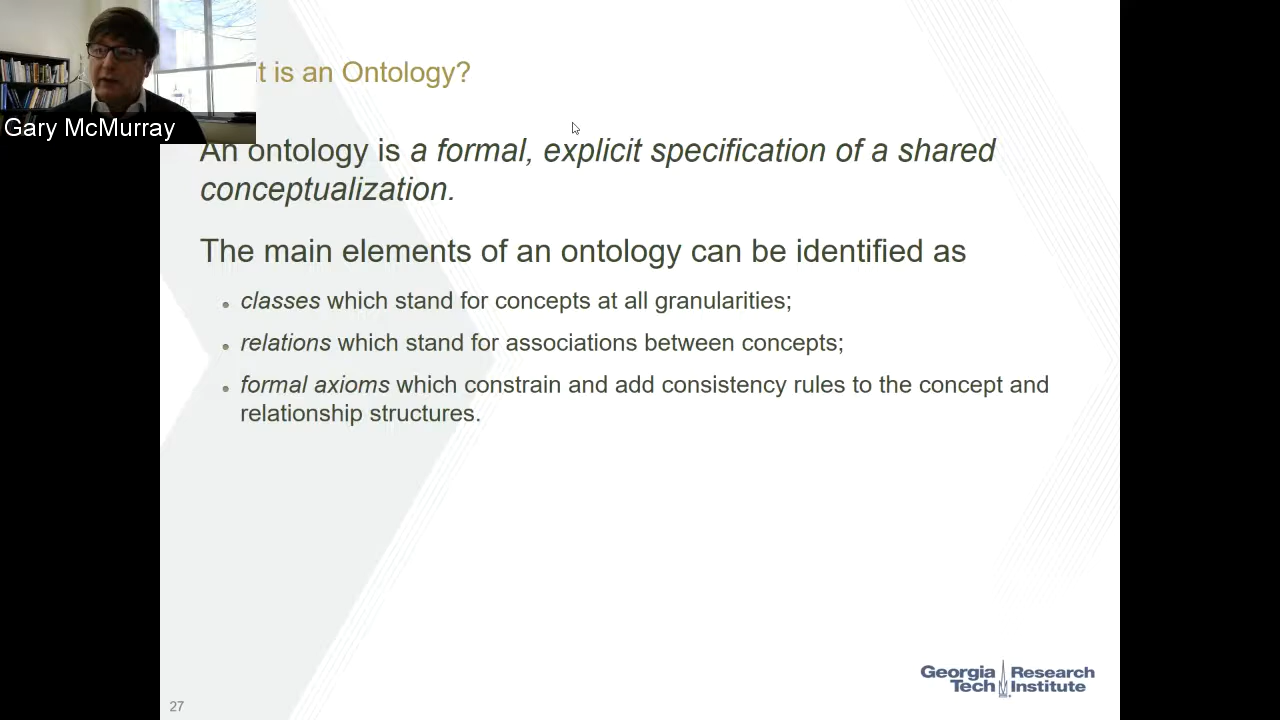 t is an Ontology?
Gary McMurray
An ontology is a formal, explicit specification of a shared
conceptualization.
The main elements of an ontology can be identified as
classes which stand for concepts at all granularities;
relations which stand for associations between concepts;
formal axioms which constrain and add consistency rules to the concept and
relationship structures.
Georgia Research
Tech Institute
27